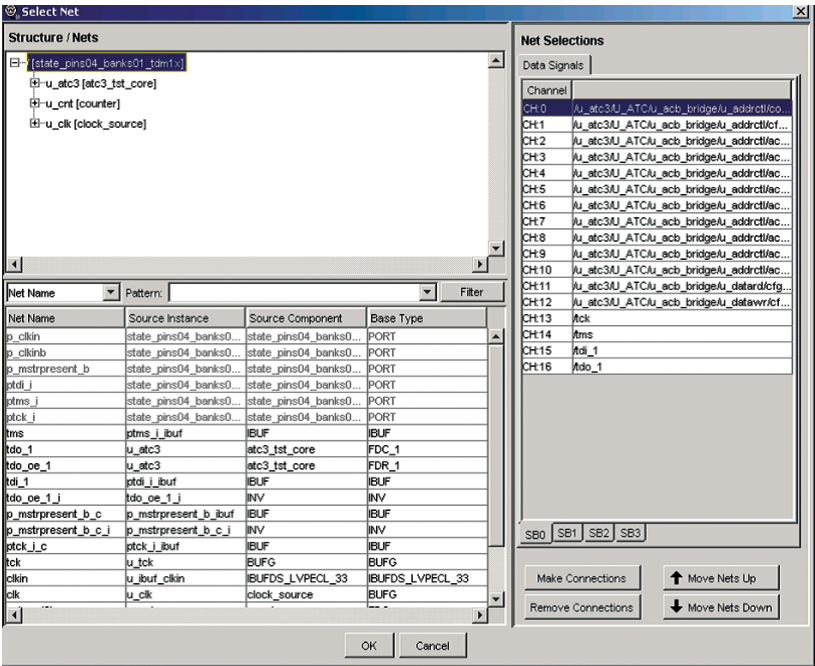 Select Net
Structure / Nets
/ [state_pins04_banks01_tdm1x]
u_atc3 [atc3_tst_core]
u_cnt [counter]
u_clk [clock_source]
Net Name Pattern: Filter
Net Name Source Instance Source Component Base Type
p_clkin state_pins04_banks0... state_pins04_banks0... PORT
p_clkinb state_pins04_banks0... state_pins04_banks0... PORT
p_mstrpresent_b state_pins04_banks0... state_pins04_banks0... PORT
ptdi_i state_pins04_banks0... state_pins04_banks0... PORT
ptms_i state_pins04_banks0... state_pins04_banks0... PORT
ptck_i state_pins04_banks0... state_pins04_banks0... PORT
tms ptms_i_ibuf IBUF IBUF
tdo_1 u_atc3 atc3_tst_core FDC_1
tdo_oe_1 u_atc3 atc3_tst_core FDR_1
tdi_1 ptdi_i_ibuf IBUF IBUF
tdo_oe_1_i tdo_oe_1_i INV INV
p_mstrpresent_b_c p_mstrpresent_b_ibuf IBUF IBUF
p_mstrpresent_b_c_i p_mstrpresent_b_c_i INV INV
ptck_i_c ptck_i_ibuf IBUF IBUF
tck u_tck BUFG BUFG
clkin u_ibuf_clkin IBUFDS_LVPECL_33 IBUFDS_LVPECL_33
clk u_clk clock_source BUFG
Net Selections
Data Signals
Channel
CH:0 /u_atc3/U_ATC/u_acb_bridge/u_addrctl/co...
CH:1 /u_atc3/U_ATC/u_acb_bridge/u_addrctl/cf...
CH:2 /u_atc3/U_ATC/u_acb_bridge/u_addrctl/ac...
CH:3 /u_atc3/U_ATC/u_acb_bridge/u_addrctl/ac...
CH:4 /u_atc3/U_ATC/u_acb_bridge/u_addrctl/ac...
CH:5 /u_atc3/U_ATC/u_acb_bridge/u_addrctl/ac...
CH:6 /u_atc3/U_ATC/u_acb_bridge/u_addrctl/ac...
CH:7 /u_atc3/U_ATC/u_acb_bridge/u_addrctl/ac...
CH:8 /u_atc3/U_ATC/u_acb_bridge/u_addrctl/ac...
CH:9 /u_atc3/U_ATC/u_acb_bridge/u_addrctl/ac...
CH:10 /u_atc3/U_ATC/u_acb_bridge/u_addrctl/ac...
CH:11 /u_atc3/U_ATC/u_acb_bridge/u_datard/cfg...
CH:12 /u_atc3/U_ATC/u_acb_bridge/u_datawr/cf...
CH:13 /tck
CH:14 /tms
CH:15 /tdi_1
CH:16 /tdo_1
SB0 SB1 SB2 SB3
Make Connections Move Nets Up
Remove Connections Move Nets Down
OK Cancel